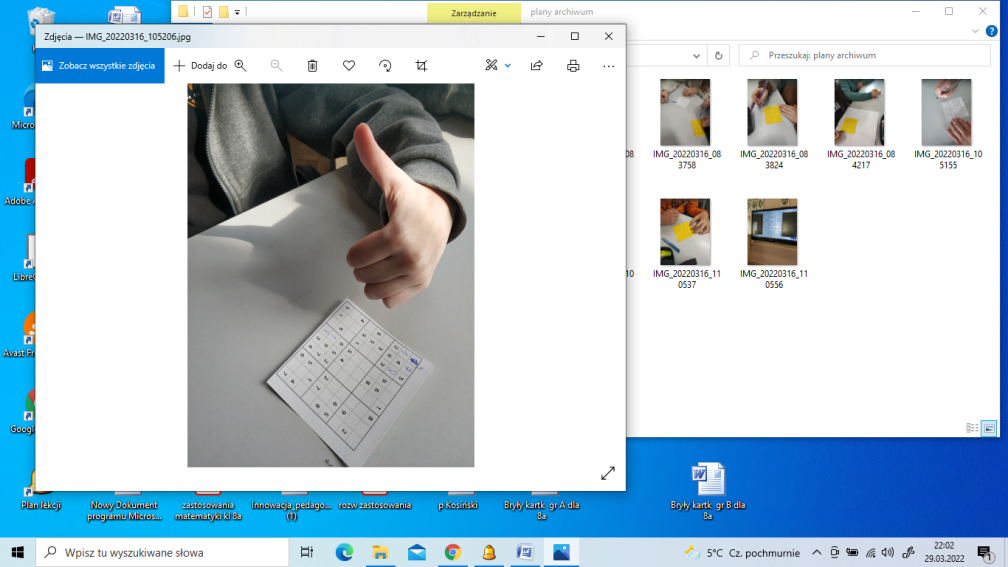 Zarządzanie
plany archiwum
Zdjęcia — IMG_20220316_105206.jpg
Zobacz wszystkie zdjęcia
Dodaj do
Przeszukaj: plany archiwum
IMG_20220316_083758
IMG_20220316_083824
IMG_20220316_084217
IMG_20220316_105155
IMG_20220316_110537
IMG_20220316_110556
Plan lekcji
Nowy Dokument
programu Micros...
zastosowania
matematyki kl 8a
Innowacja_pedago...
(1)
rozw zastosowania
p Kosiński
Bryły kartk gr A dla
8a
Bryły kartk gr B dla
8a
Wpisz tu wyszukiwane słowa
5°C Cz. pochmurnie
22:02
29.03.2022
1